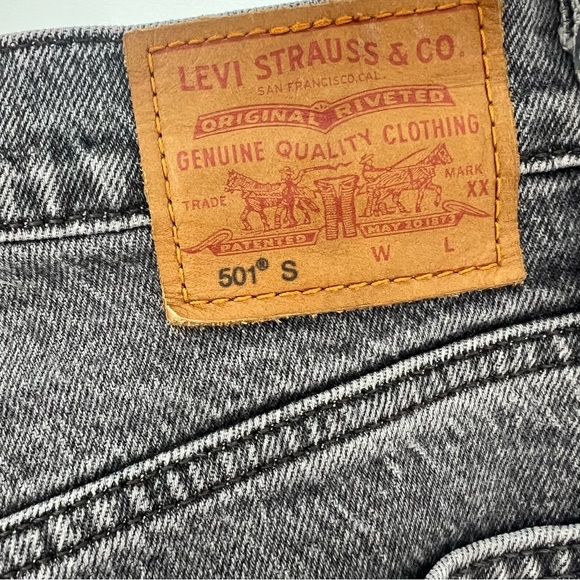 LEVI STRAUSS & CO.
SAN FRANCISCO, CAL.
ORIGINAL RIVETED
GENUINE QUALITY CLOTHING
TRADE MARK
XX
PATENTED MAY 20 1873
501® S W L